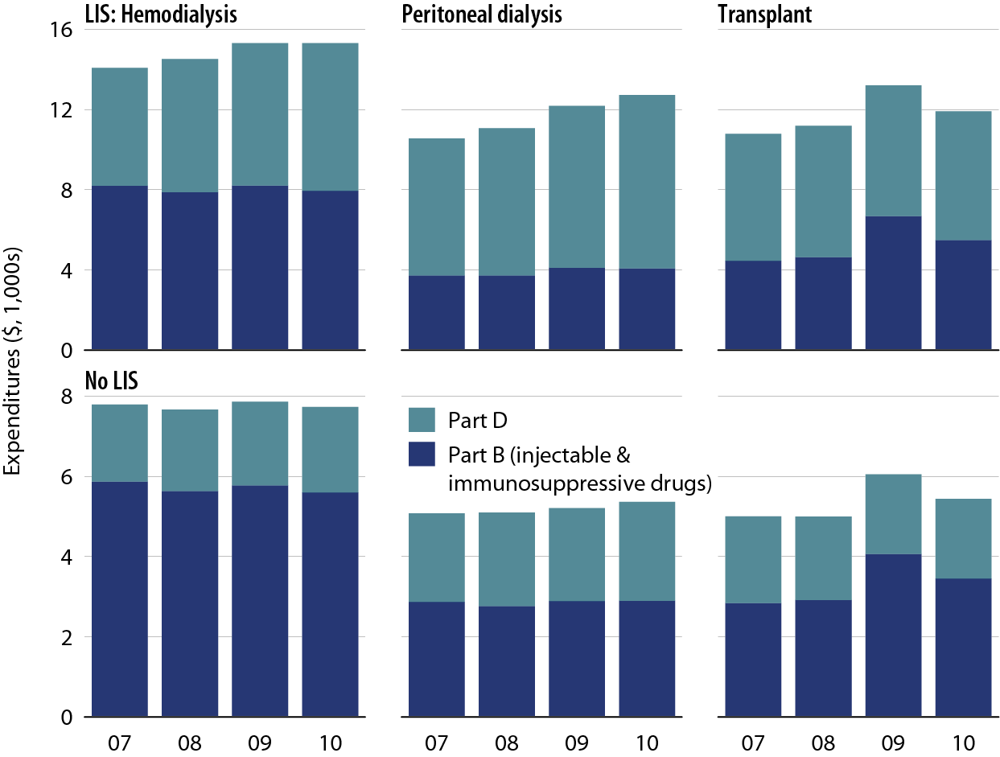 LIS: Hemodialysis
Peritoneal dialysis
Transplant
16
12
8
4
0
Expenditures ($, 1,000s)
No LIS
8
6
4
2
0
Part D
Part B (injectable &
immunosuppressive drugs)
07 08 09 10
07 08 09 10
07 08 09 10